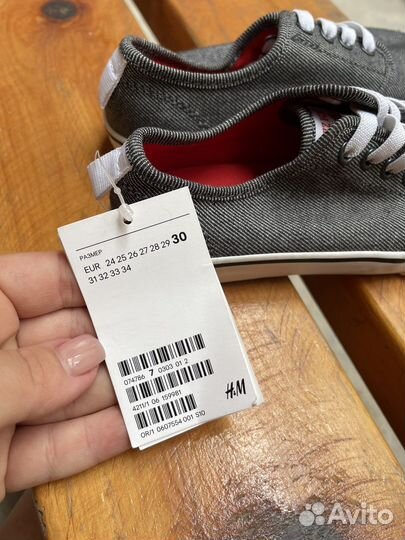 РАЗМЕР
EUR 24 25 26 27 28 29 30
31 32 33 34
074786 7 0303 01 2
4211/1 06 159981
H&M
OR/1 0607554 001 S10
Avito